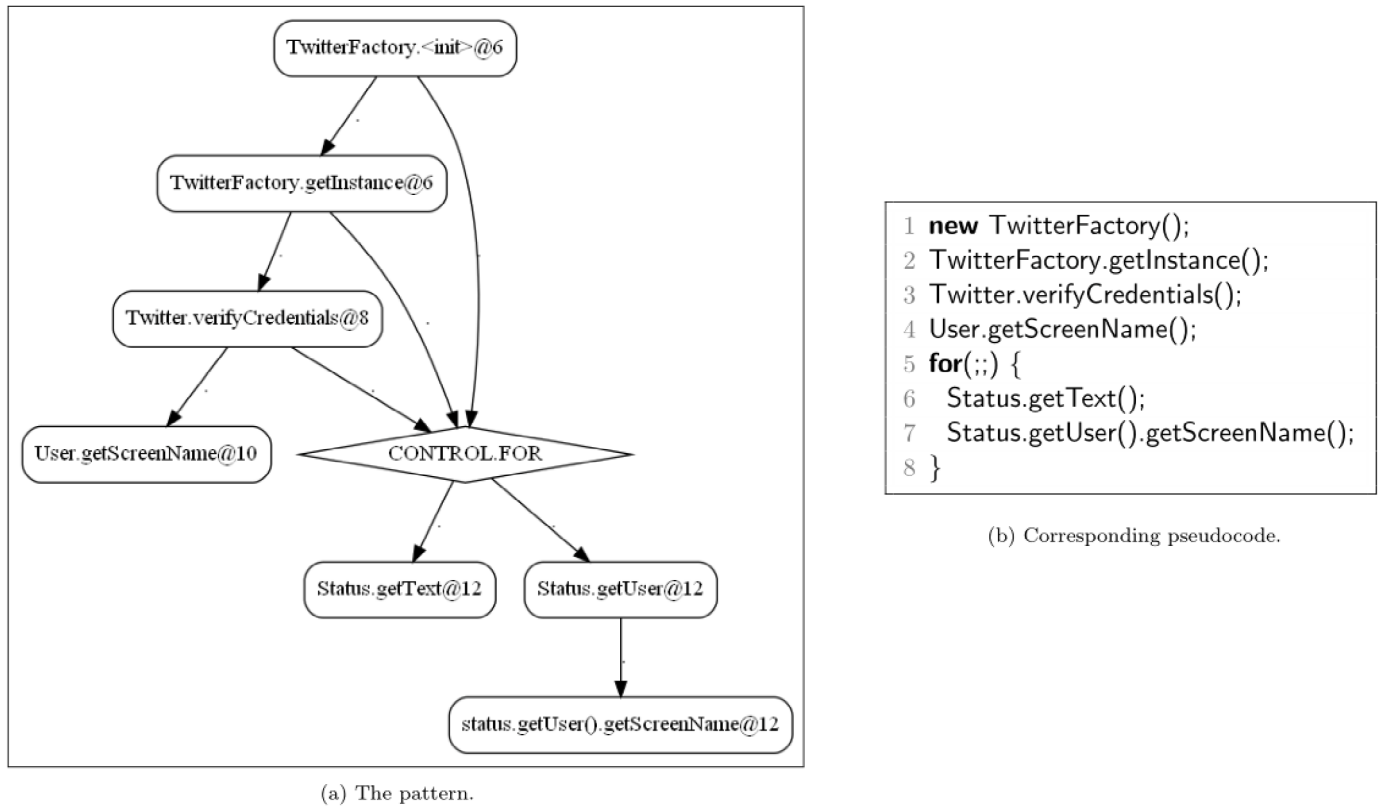 TwitterFactory.<init>@6
TwitterFactory.getInstance@6
Twitter.verifyCredentials@8
User.getScreenName@10
CONTROL.FOR
Status.getText@12
Status.getUser@12
status.getUser().getScreenName@12
(a) The pattern.
1 new TwitterFactory();
2 TwitterFactory.getInstance();
3 Twitter.verifyCredentials();
4 User.getScreenName();
5 for(;;) {
6 Status.getText();
7 Status.getUser().getScreenName();
8 }
(b) Corresponding pseudocode.